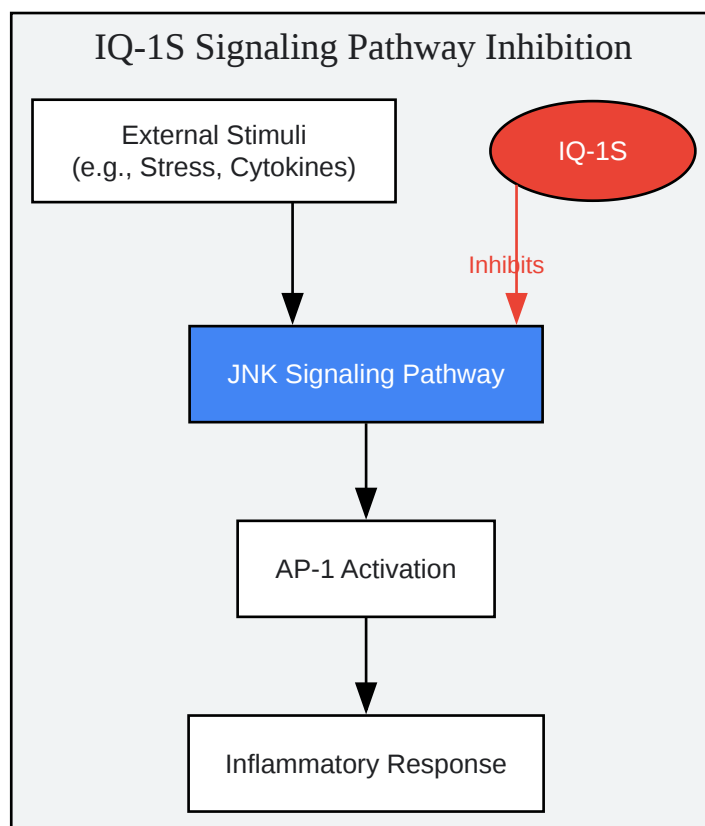 IQ-1S Signaling Pathway Inhibition
External Stimuli
(e.g., Stress, Cytokines)
IQ-1S
Inhibits
JNK Signaling Pathway
AP-1 Activation
Inflammatory Response